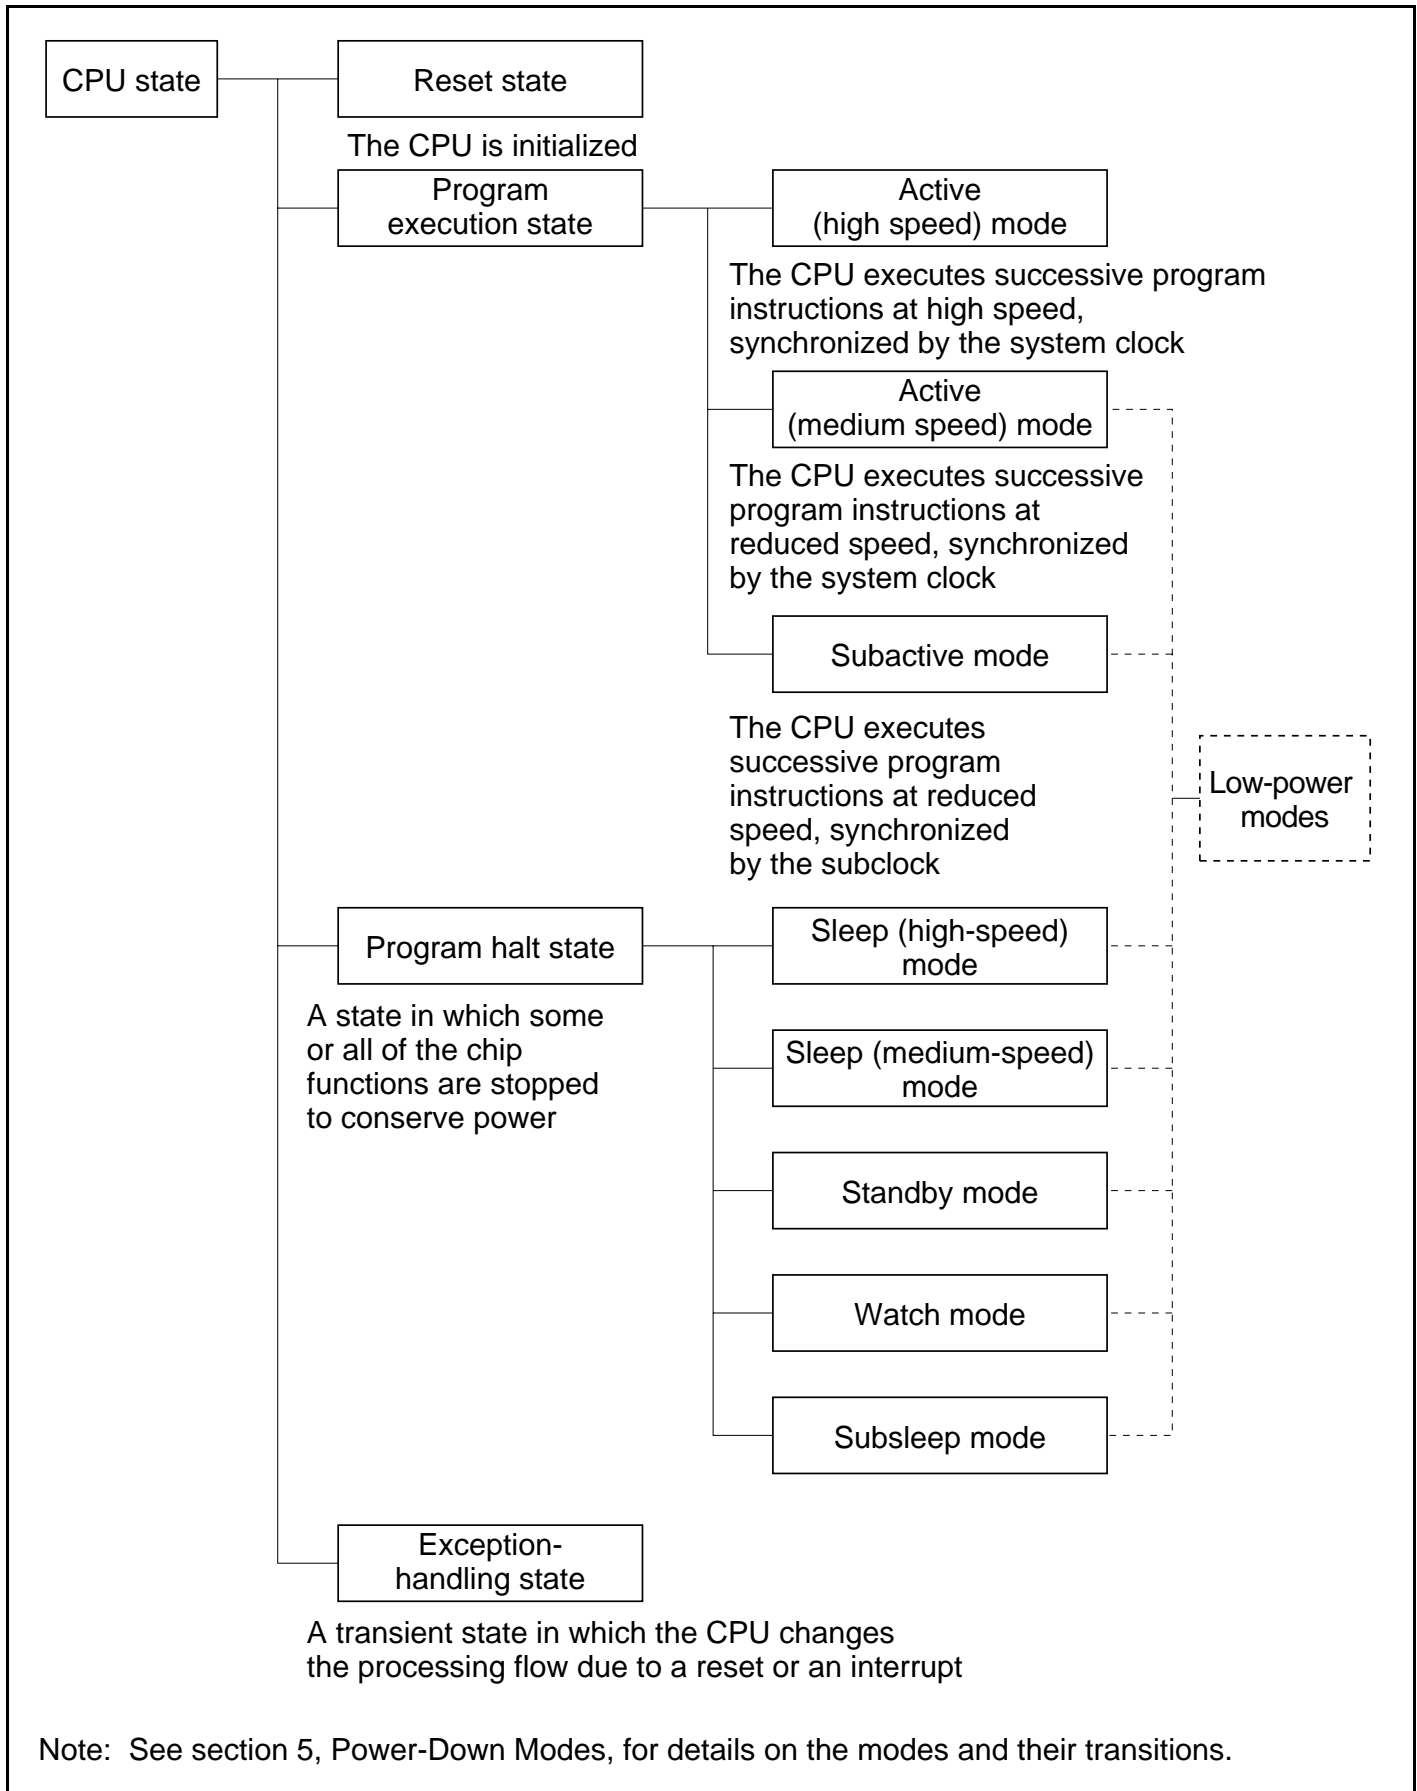 CPU state
Reset state
The CPU is initialized
Program
execution state
Active
(high speed) mode
The CPU executes successive program
instructions at high speed,
synchronized by the system clock
Active
(medium speed) mode
The CPU executes successive
program instructions at
reduced speed, synchronized
by the system clock
Subactive mode
The CPU executes
successive program
instructions at reduced
speed, synchronized
by the subclock
Low-power
modes
Program halt state
A state in which some
or all of the chip
functions are stopped
to conserve power
Sleep (high-speed)
mode
Sleep (medium-speed)
mode
Standby mode
Watch mode
Subsleep mode
Exception-
handling state
A transient state in which the CPU changes
the processing flow due to a reset or an interrupt
Note: See section 5, Power-Down Modes, for details on the modes and their transitions.